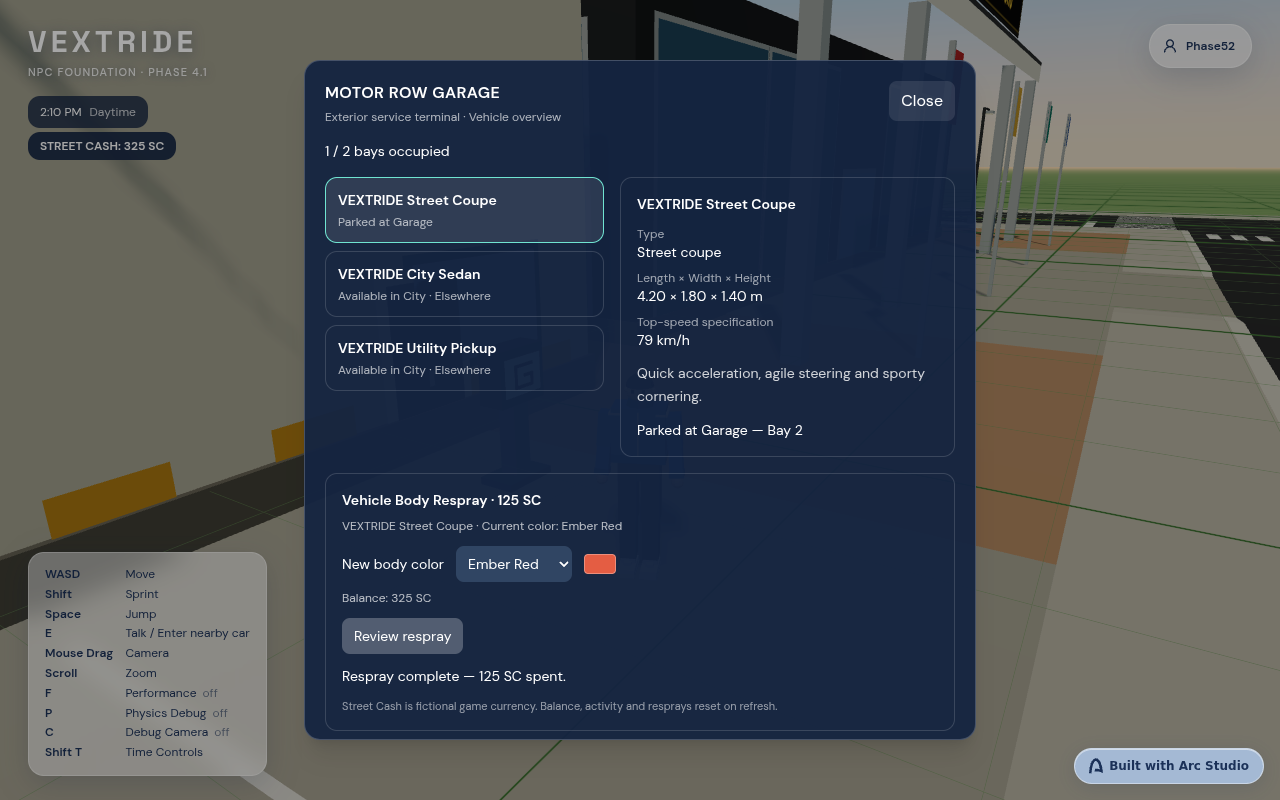 VEXTRIDE
NPC FOUNDATION · PHASE 4.1
2:10 PM Daytime
STREET CASH: 325 SC
Phase52
MOTOR ROW GARAGE
Exterior service terminal · Vehicle overview
Close
1 / 2 bays occupied
VEXTRIDE Street Coupe
Parked at Garage
VEXTRIDE City Sedan
Available in City · Elsewhere
VEXTRIDE Utility Pickup
Available in City · Elsewhere
VEXTRIDE Street Coupe
Type
Street coupe
Length × Width × Height
4.20 × 1.80 × 1.40 m
Top-speed specification
79 km/h
Quick acceleration, agile steering and sporty
cornering.
Parked at Garage — Bay 2
Vehicle Body Respray · 125 SC
VEXTRIDE Street Coupe · Current color: Ember Red
New body color Ember Red
Balance: 325 SC
Review respray
Respray complete — 125 SC spent.
Street Cash is fictional game currency. Balance, activity and resprays reset on refresh.
WASD Move
Shift Sprint
Space Jump
E Talk / Enter nearby car
Mouse Drag Camera
Scroll Zoom
F Performance off
P Physics Debug off
C Debug Camera off
Shift T Time Controls
G
Built with Arc Studio